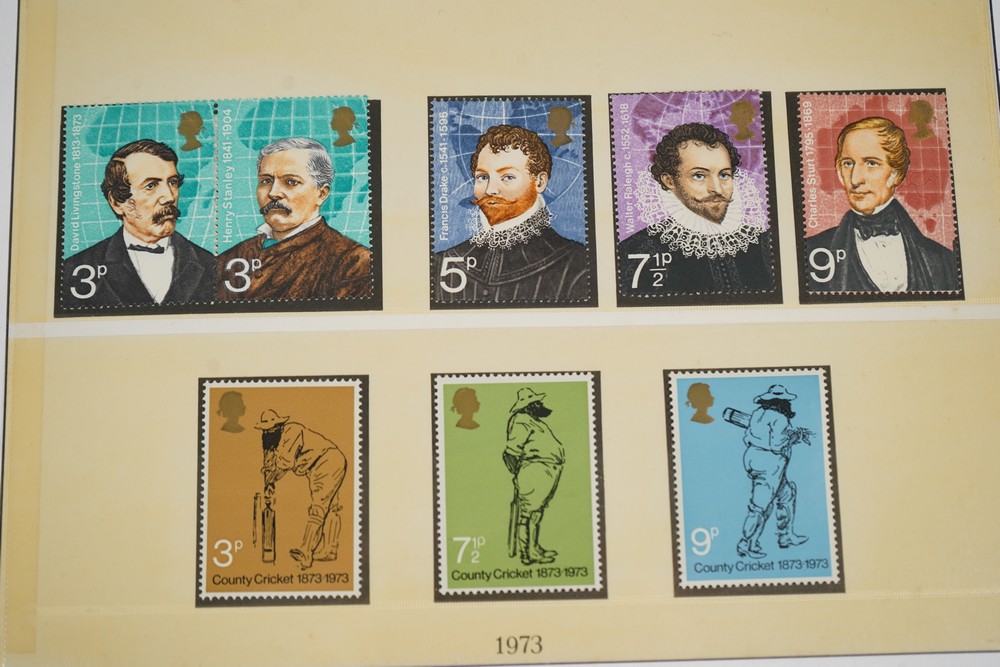 David Livingstone 1813-1873
3p
Henry Stanley 1841-1904
3p
Francis Drake c·1541-1596
5p
Walter Raleigh c·1552-1618
7½p
Charles Sturt 1795-1869
9p
3p
County Cricket 1873-1973
7½p
County Cricket 1873-1973
9p
County Cricket 1873-1973
1973